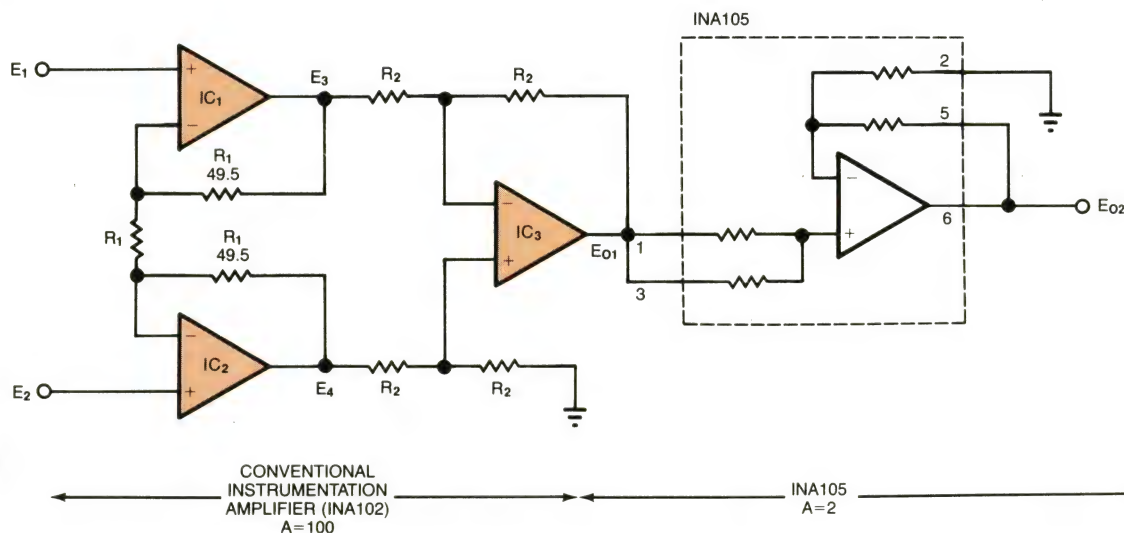 INA105
E1
+
−
IC1
E3
R2
R2
2
5
−
+
6
E02
R1
49.5
R1
R1
49.5
−
+
IC3
E01
1
3
−
+
IC2
E2
E4
R2
R2
CONVENTIONAL
INSTRUMENTATION
AMPLIFIER (INA102)
A=100
INA105
A=2